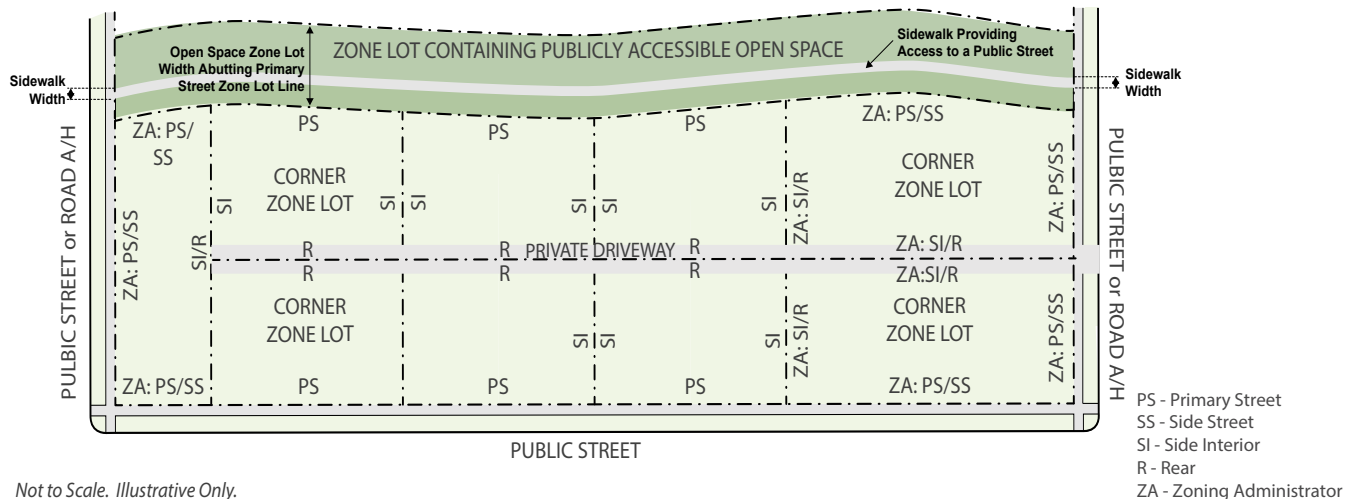 Open Space Zone Lot
Width Abutting Primary
Street Zone Lot Line
ZONE LOT CONTAINING PUBLICLY ACCESSIBLE OPEN SPACE
Sidewalk Providing
Access to a Public Street
Sidewalk
Width
Sidewalk
Width
ZA: PS/
SS
PS
PS
PS
ZA: PS/SS
PULBIC STREET or ROAD A/H
ZA: PS/SS
SI/R
SI
CORNER
ZONE LOT
SI
SI
SI
SI
SI
ZA: SI/R
CORNER
ZONE LOT
ZA: PS/SS
PULBIC STREET or ROAD A/H
R
R
PRIVATE DRIVEWAY
R
ZA: SI/R
R
R
R
ZA:SI/R
CORNER
ZONE LOT
SI
SI
SI
ZA: SI/R
CORNER
ZONE LOT
ZA: PS/SS
ZA: PS/SS
PS
PS
PS
ZA: PS/SS
PUBLIC STREET
PS - Primary Street
SS - Side Street
SI - Side Interior
R - Rear
ZA - Zoning Administrator
Not to Scale. Illustrative Only.